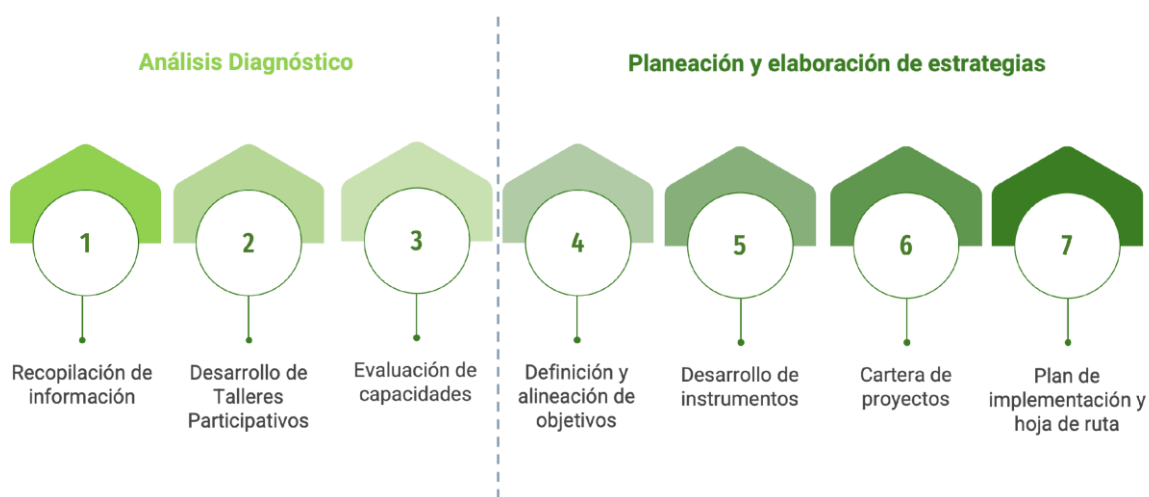 Análisis Diagnóstico
Planeación y elaboración de estrategias
1
2
3
4
5
6
7
Recopilación de
información
Desarrollo de
Talleres
Participativos
Evaluación de
capacidades
Definición y
alineación de
objetivos
Desarrollo de
instrumentos
Cartera de
proyectos
Plan de
implementación y
hoja de ruta